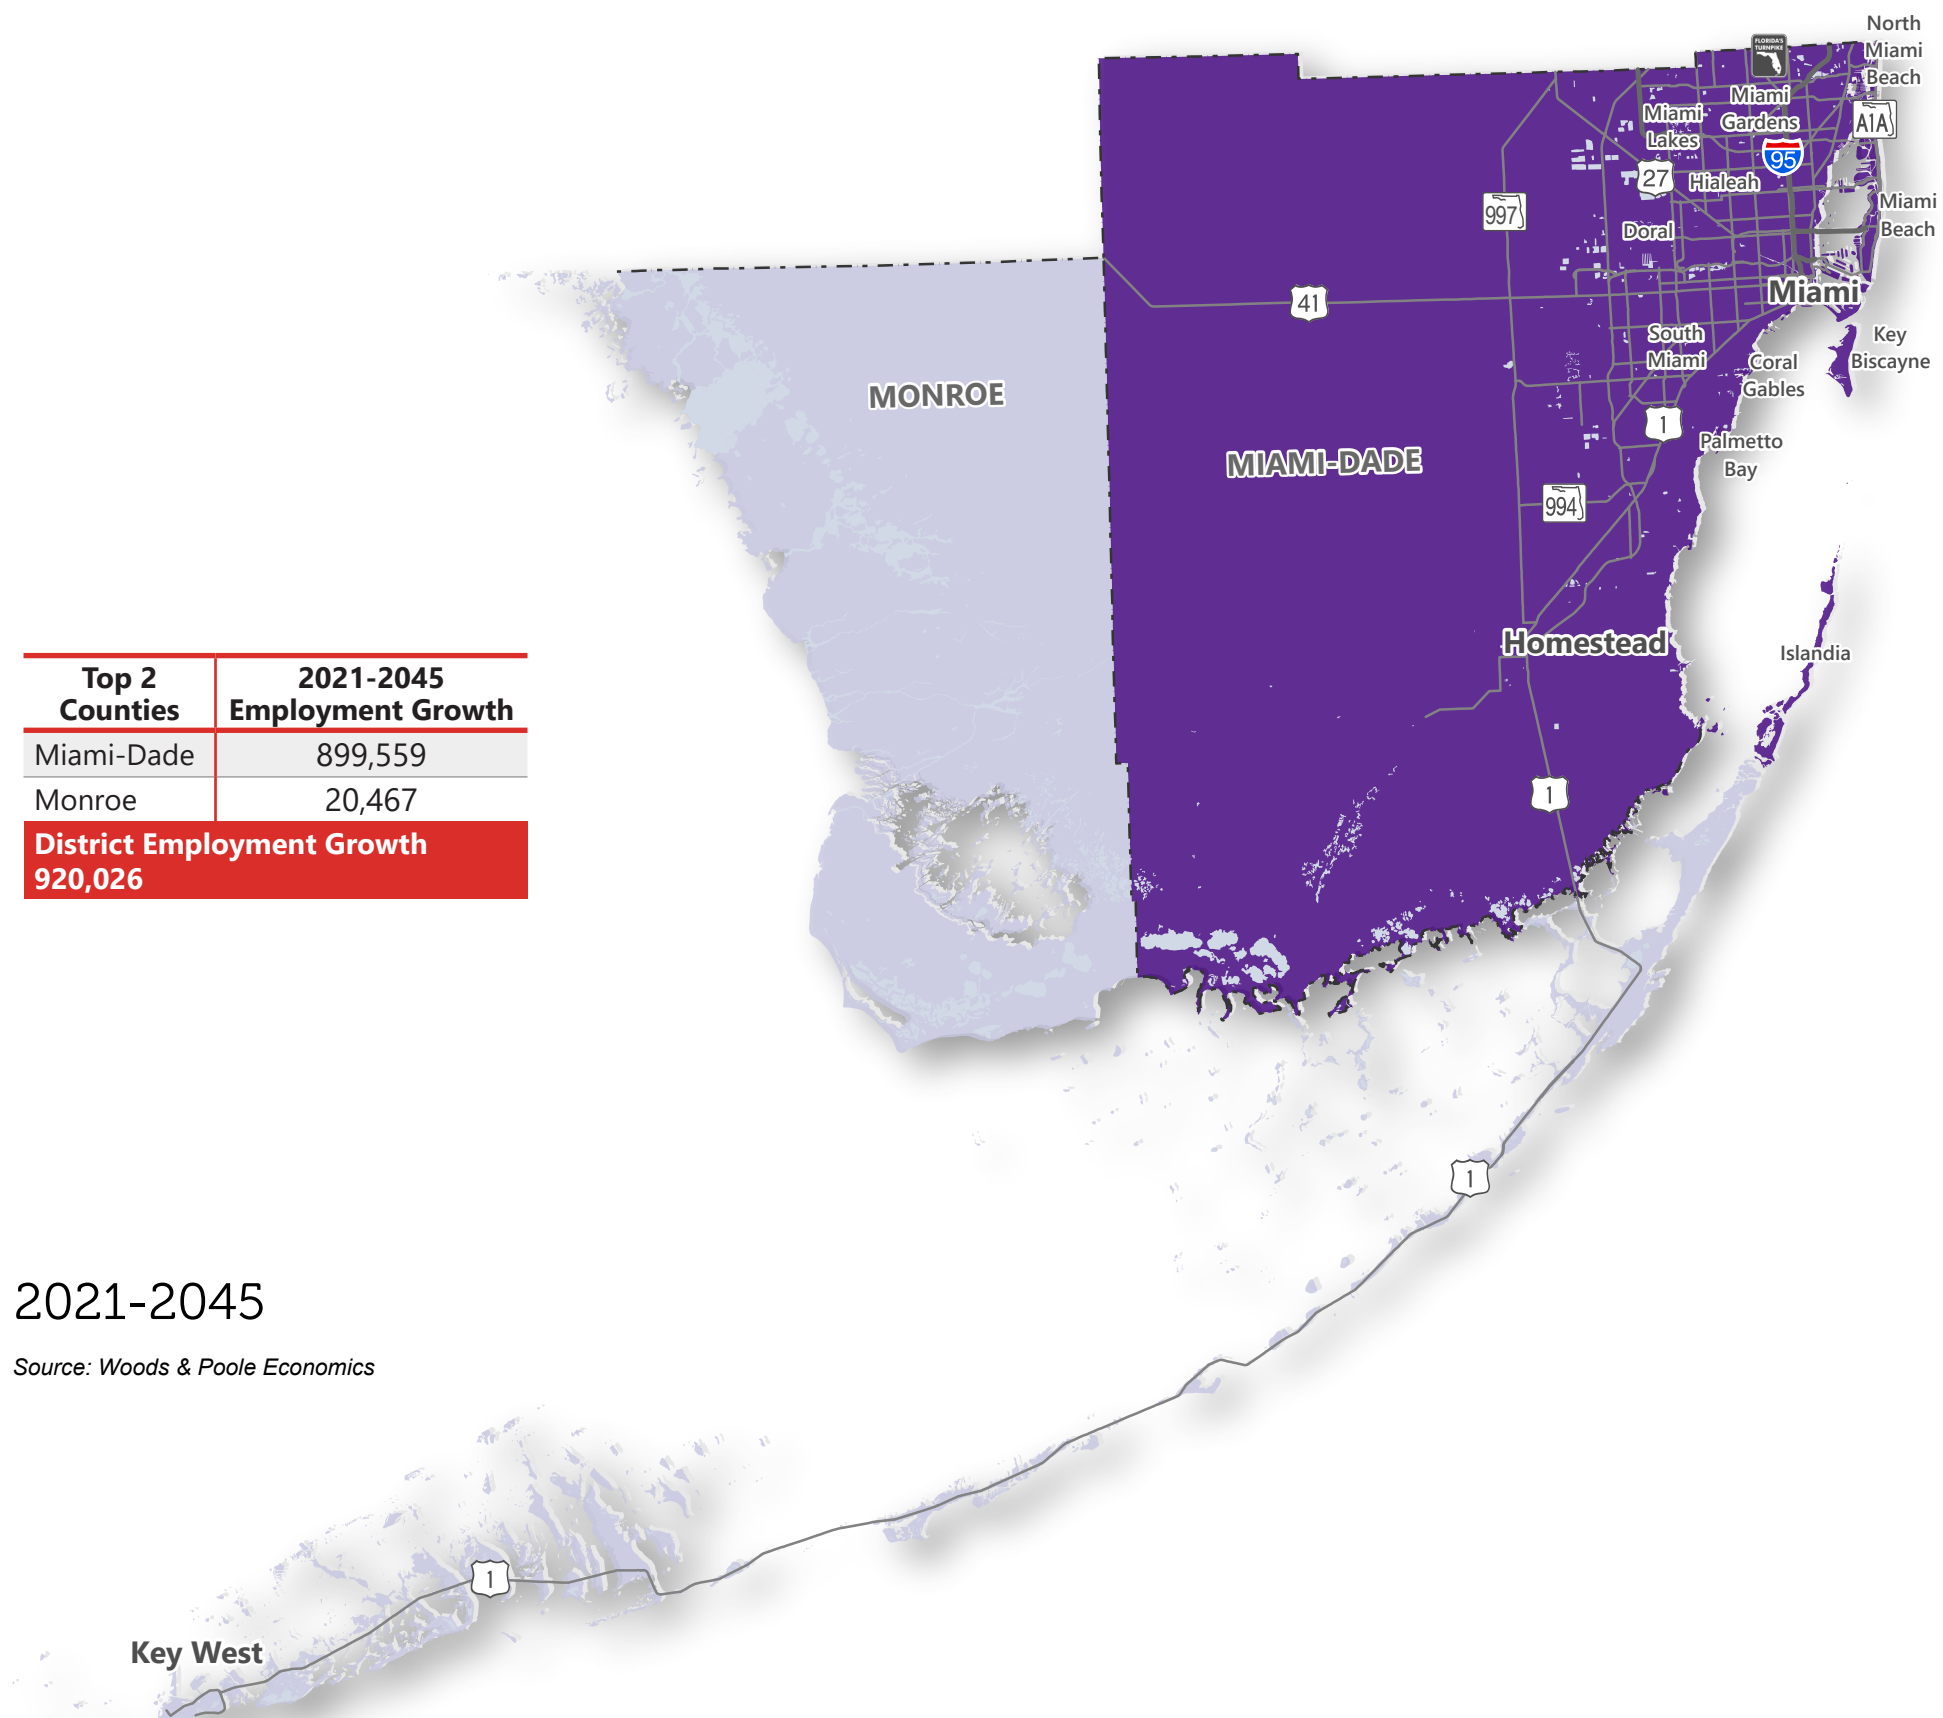 North
Miami
Beach
FLORIDA'S
TURNPIKE
Miami
Gardens
Miami
Lakes
A1A
95
27
Hialeah
997
Miami
Beach
Doral
Miami
41
South
Miami
Key
Biscayne
Coral
Gables
MONROE
1
Palmetto
Bay
MIAMI-DADE
994
Homestead
Islandia
Top 2 Counties
2021-2045 Employment Growth
Miami-Dade 899,559
Monroe 20,467
District Employment Growth
920,026
1
1
2021-2045
Source: Woods & Poole Economics
1
Key West